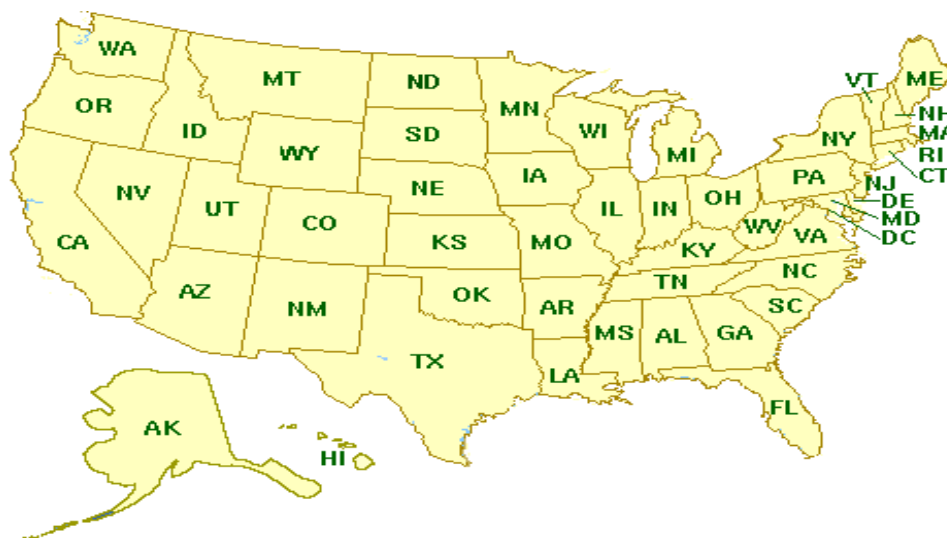 WA
MT
ND
MN
ME
VT
OR
ID
SD
WI
NH
MA
NY
WY
MI
RI
CT
IA
PA
NJ
NV
NE
OH
DE
UT
CO
IL
IN
MD
WV
VA
DC
CA
KS
MO
KY
NC
AZ
TN
OK
NM
AR
SC
MS
AL
GA
TX
LA
FL
AK
HI